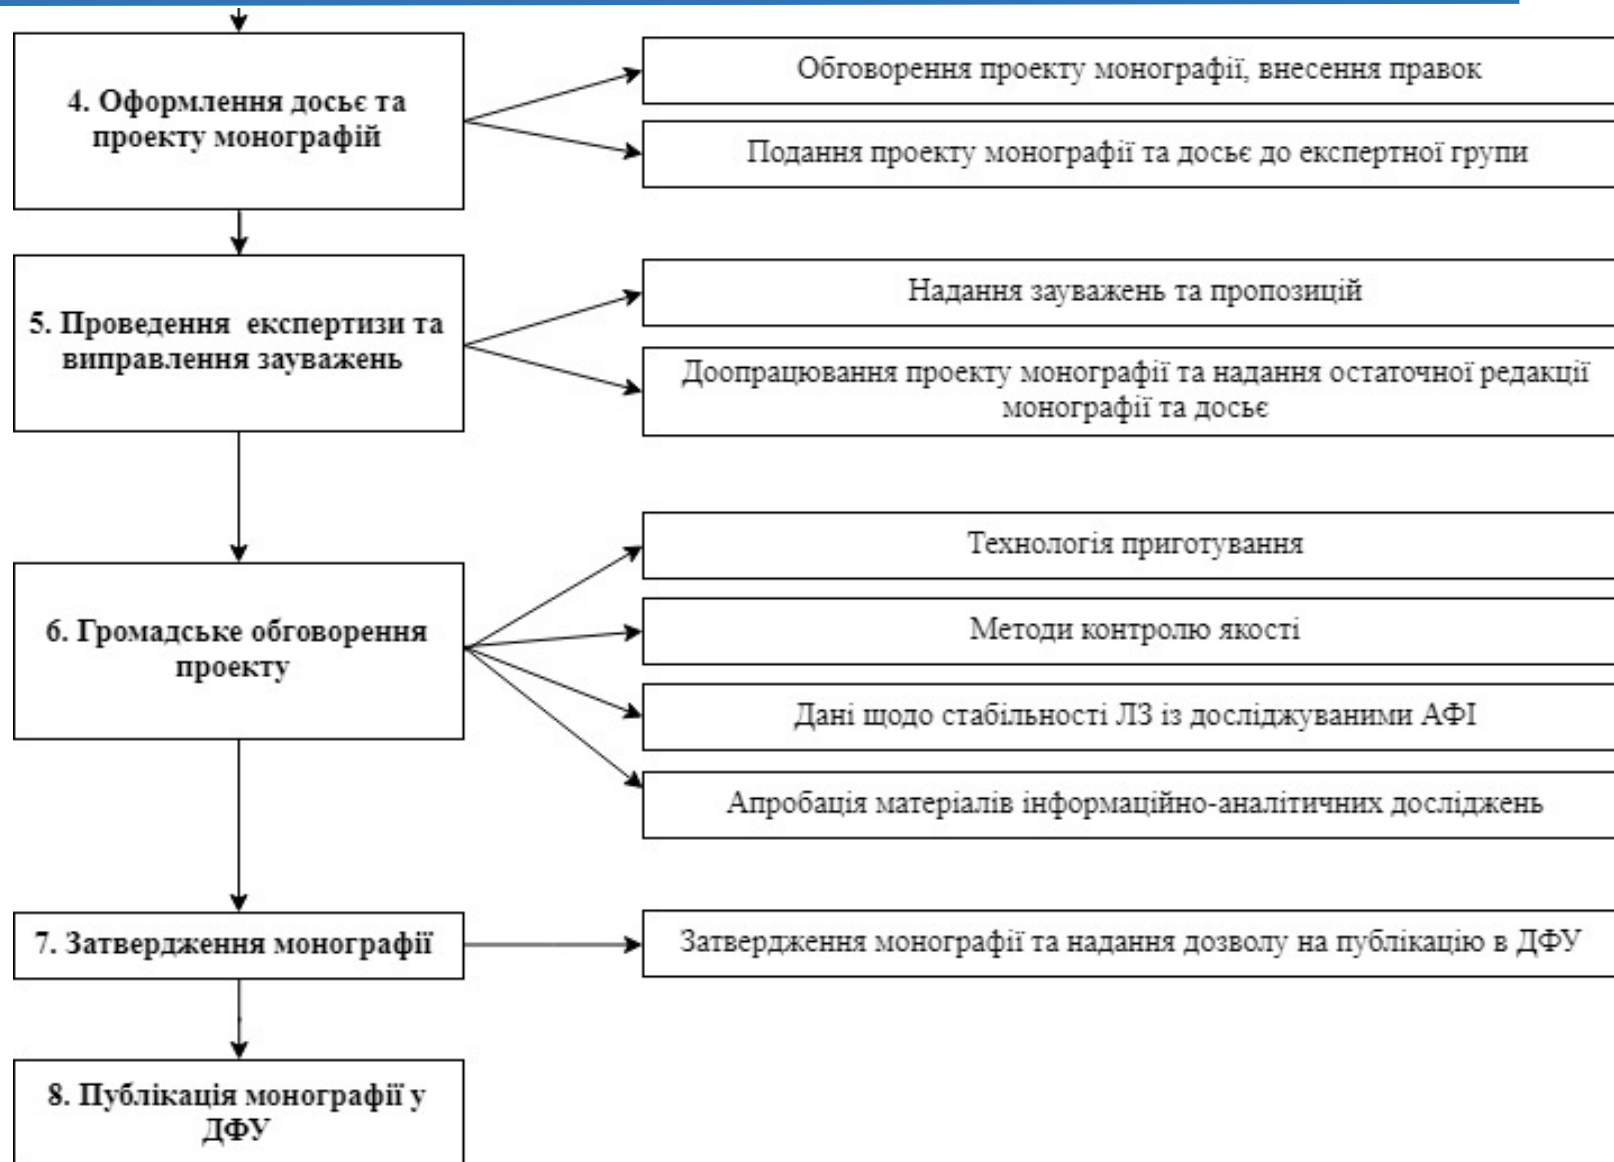 4. Оформлення досьє та
проекту монографій
Обговорення проекту монографії, внесення правок
Подання проекту монографії та досьє до експертної групи
5. Проведення експертизи та
виправлення зауважень
Надання зауважень та пропозицій
Доопрацювання проекту монографії та надання остаточної редакції
монографії та досьє
6. Громадське обговорення
проекту
Технологія приготування
Методи контролю якості
Дані щодо стабільності ЛЗ із досліджуваними АФІ
Апробація матеріалів інформаційно-аналітичних досліджень
7. Затвердження монографії
Затвердження монографії та надання дозволу на публікацію в ДФУ
8. Публікація монографії у
ДФУ